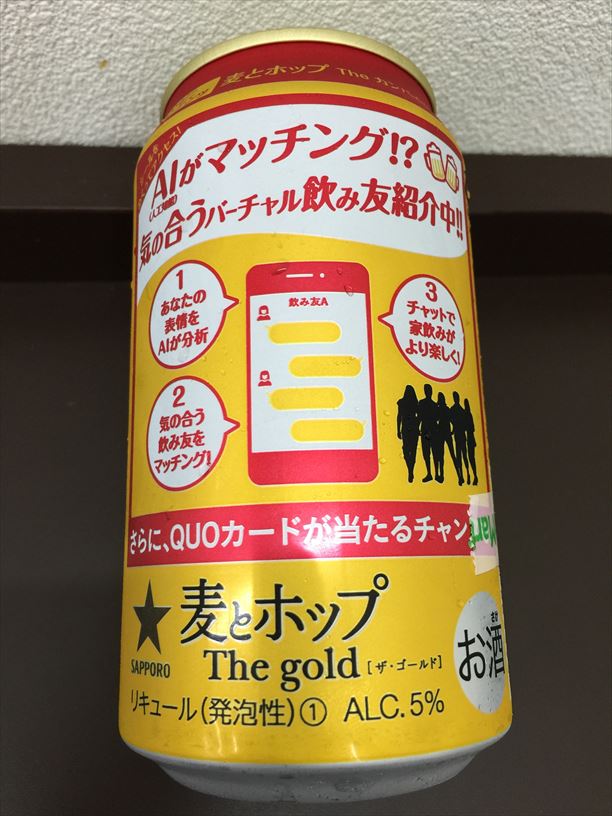 麦とホップ The
AIがマッチング!?
(人工知能)
気の合うバーチャル飲み友紹介中!!
1
あなたの
表情を
AIが分析
2
気の合う
飲み友を
マッチング!
飲み友A
3
チャットで
家飲みが
より楽しく!
さらに、QUOカードが当たるチャン
Mar
SAPPORO
麦とホップ
The gold [ザ・ゴールド]
お酒
さけ
リキュール(発泡性)① ALC.5%